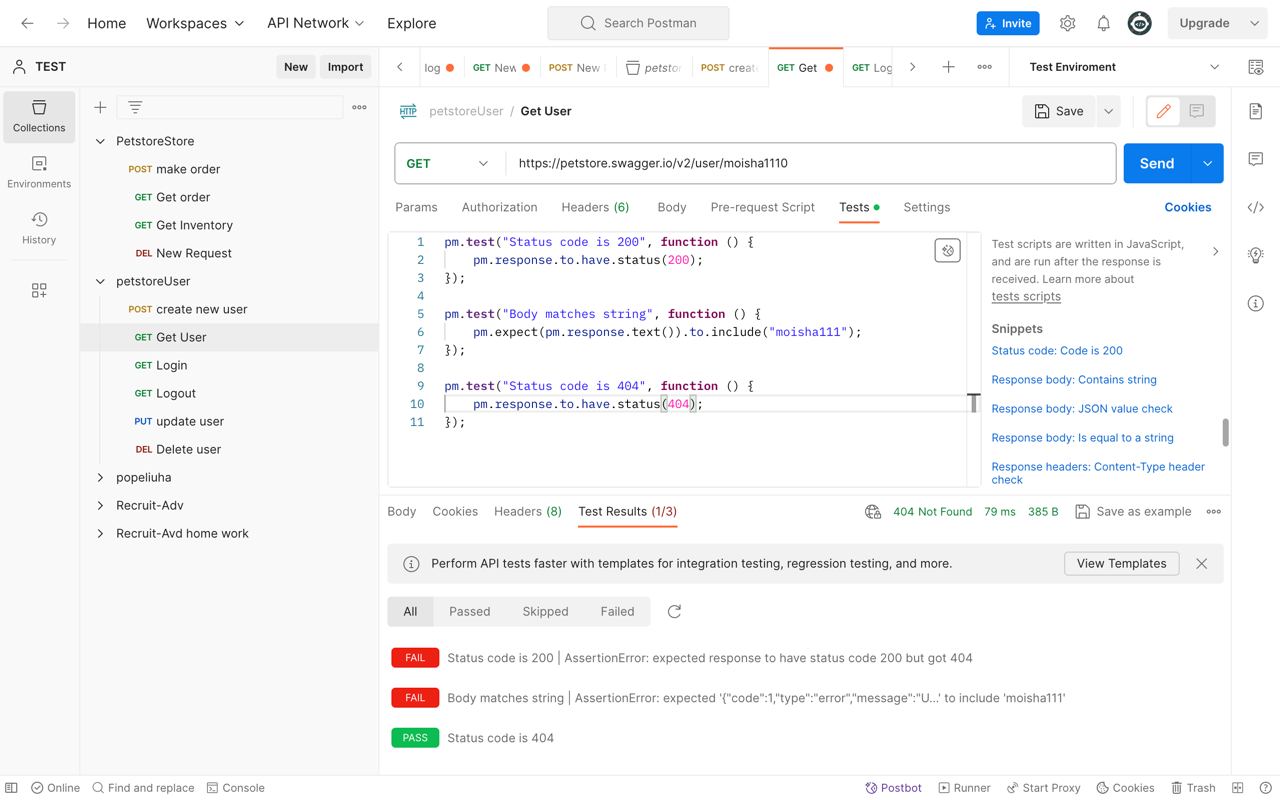 Home Workspaces API Network Explore Search Postman Invite Upgrade
TEST New Import
log GET New POST New petstor POST create GET Get GET Log Test Enviroment
Collections
Environments
History
PetstoreStore
POST make order
GET Get order
GET Get Inventory
DEL New Request
petstoreUser
POST create new user
GET Get User
GET Login
GET Logout
PUT update user
DEL Delete user
popeliuha
Recruit-Adv
Recruit-Avd home work
HTTP petstoreUser / Get User Save
GET https://petstore.swagger.io/v2/user/moisha1110 Send
Params Authorization Headers (6) Body Pre-request Script Tests Settings Cookies
1 pm.test("Status code is 200", function () {
2 pm.response.to.have.status(200);
3 });
4
5 pm.test("Body matches string", function () {
6 pm.expect(pm.response.text()).to.include("moisha111");
7 });
8
9 pm.test("Status code is 404", function () {
10 pm.response.to.have.status(404);
11 });
Test scripts are written in JavaScript,
and are run after the response is
received. Learn more about
tests scripts
Snippets
Status code: Code is 200
Response body: Contains string
Response body: JSON value check
Response body: Is equal to a string
Response headers: Content-Type header
check
Body Cookies Headers (8) Test Results (1/3) 404 Not Found 79 ms 385 B Save as example
Perform API tests faster with templates for integration testing, regression testing, and more. View Templates
All Passed Skipped Failed
FAIL Status code is 200 | AssertionError: expected response to have status code 200 but got 404
FAIL Body matches string | AssertionError: expected '{"code":1,"type":"error","message":"U...' to include 'moisha111'
PASS Status code is 404
Online Find and replace Console Postbot Runner Start Proxy Cookies Trash